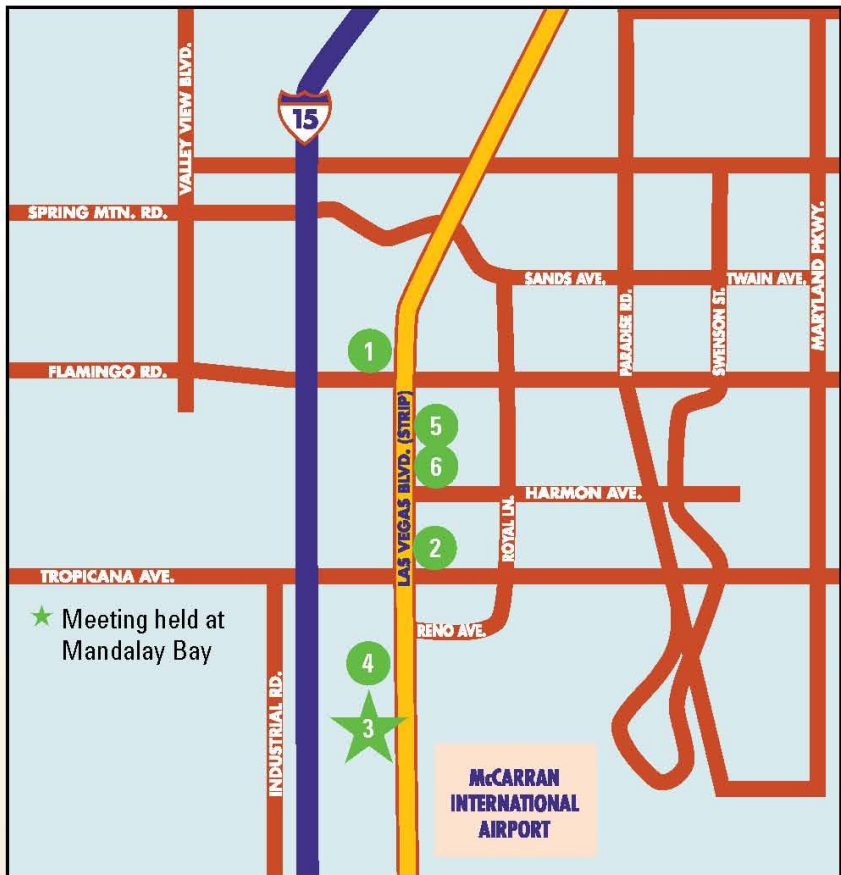 15
VALLEY VIEW BLVD.
SPRING MTN. RD.
MARYLAND PKWY.
SANDS AVE.
TWAIN AVE.
PARADISE RD.
SWENSON ST.
1
FLAMINGO RD.
LAS VEGAS BLVD. (STRIP)
5
6
HARMON AVE.
ROYAL LN.
2
TROPICANA AVE.
Meeting held at
Mandalay Bay
RENO AVE.
4
INDUSTRIAL RD.
3
McCARRAN
INTERNATIONAL
AIRPORT